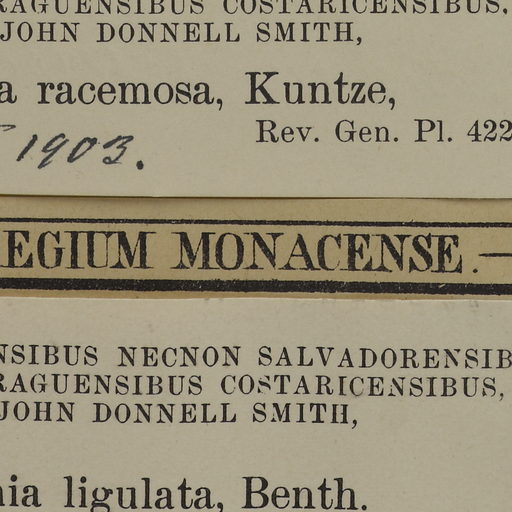 RAGUENSIBUS COSTARICENSIBUS,
JOHN DONNELL SMITH,
a racemosa, Kuntze,
Rev. Gen. Pl. 422
1903.
EGIUM MONACENSE.—
NSIBUS NECNON SALVADORENSIB
RAGUENSIBUS COSTARICENSIBUS,
JOHN DONNELL SMITH,
nia ligulata, Benth.